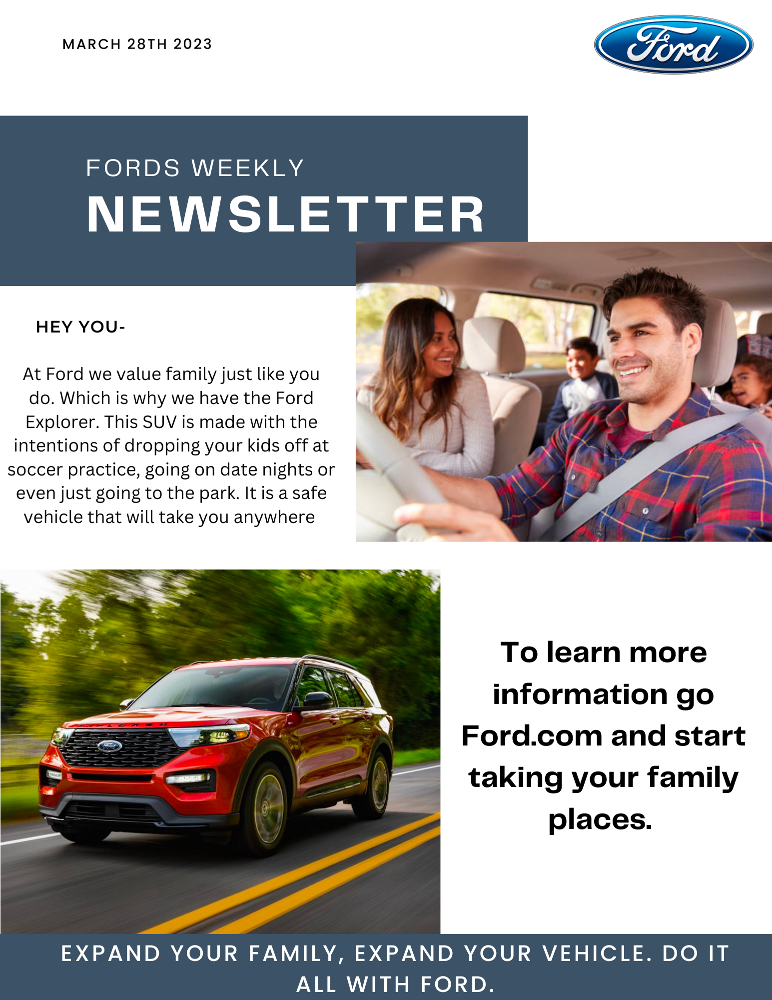 MARCH 28TH 2023
Ford
FORDS WEEKLY
NEWSLETTER
HEY YOU-
At Ford we value family just like you
do. Which is why we have the Ford
Explorer. This SUV is made with the
intentions of dropping your kids off at
soccer practice, going on date nights or
even just going to the park. It is a safe
vehicle that will take you anywhere
EXPLORER
Ford
To learn more
information go
Ford.com and start
taking your family
places.
EXPAND YOUR FAMILY, EXPAND YOUR VEHICLE. DO IT
ALL WITH FORD.